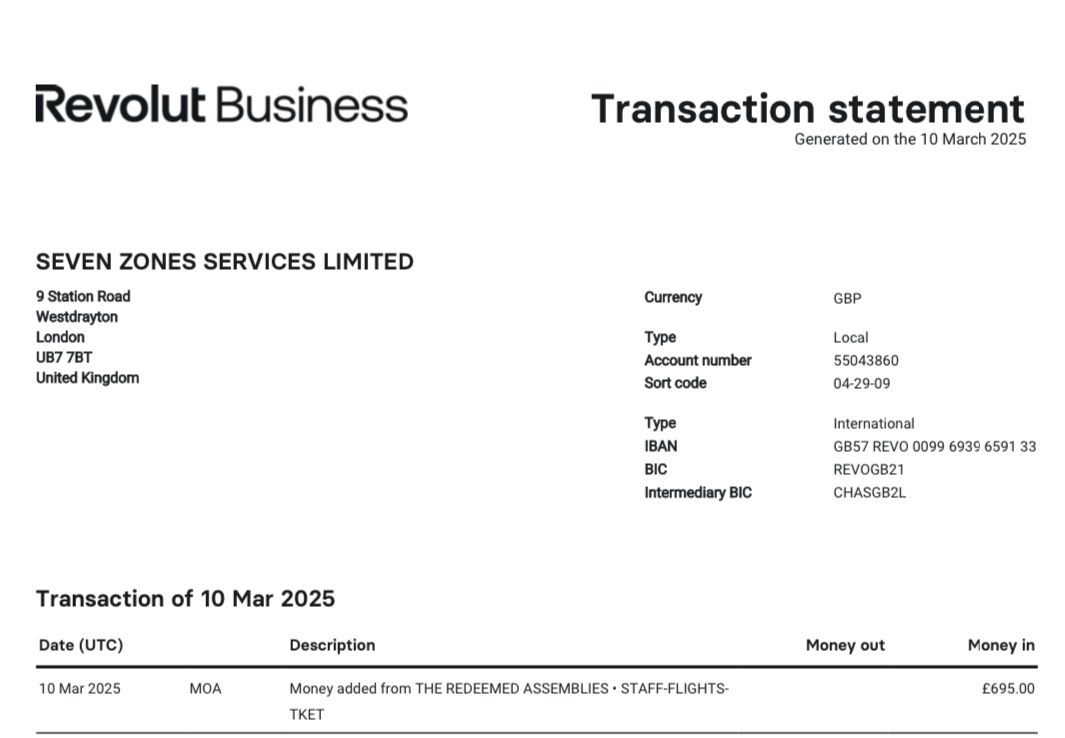 Revolut Business
Transaction statement
Generated on the 10 March 2025
SEVEN ZONES SERVICES LIMITED
9 Station Road
Westdrayton
London
UB7 7BT
United Kingdom
Currency GBP
Type Local
Account number 55043860
Sort code 04-29-09
Type International
IBAN GB57 REVO 0099 6939 6591 33
BIC REVOGB21
Intermediary BIC CHASGB2L
Transaction of 10 Mar 2025
Date (UTC) Description Money out Money in
10 Mar 2025 MOA Money added from THE REDEEMED ASSEMBLIES • STAFF-FLIGHTS- £695.00
TKET